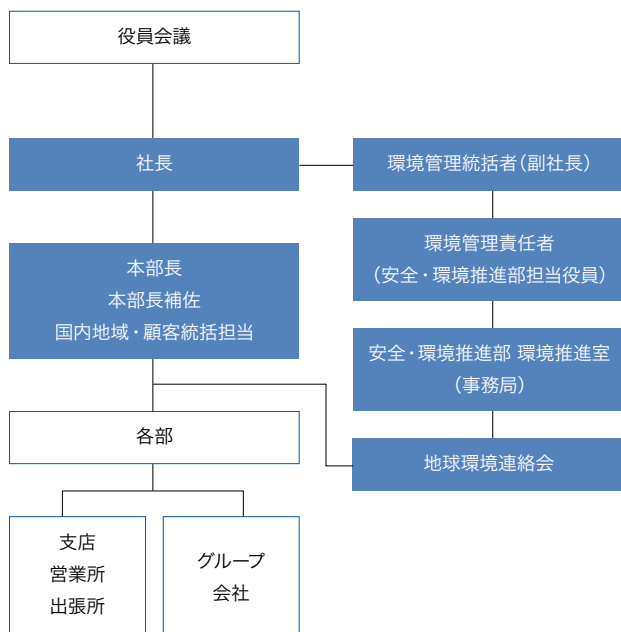 役員会議
社長
環境管理統括者(副社長)
本部長
本部長補佐
国内地域・顧客統括担当
環境管理責任者
(安全・環境推進部担当役員)
安全・環境推進部 環境推進室
(事務局)
各部
地球環境連絡会
支店
営業所
出張所
グループ
会社